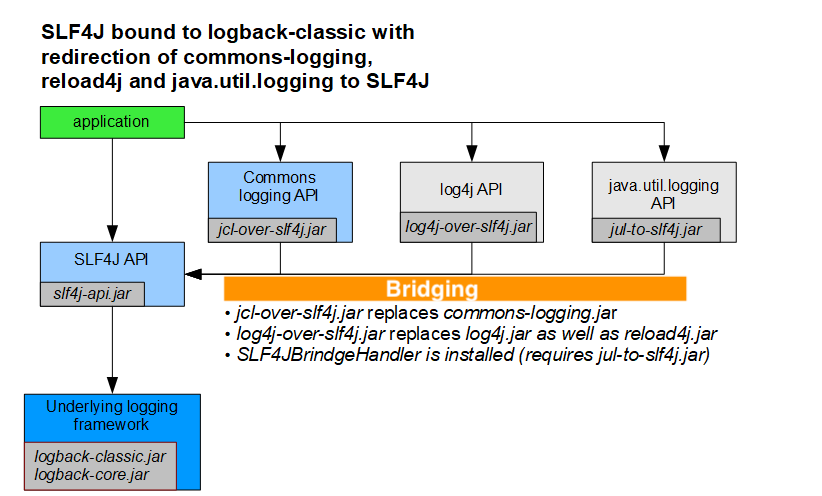 SLF4J bound to logback-classic with
redirection of commons-logging,
reload4j and java.util.logging to SLF4J
application
Commons
logging API
jcl-over-slf4j.jar
log4j API
log4j-over-slf4j.jar
java.util.logging
API
jul-to-slf4j.jar
SLF4J API
slf4j-api.jar
Bridging
• jcl-over-slf4j.jar replaces commons-logging.jar
• log4j-over-slf4j.jar replaces log4j.jar as well as reload4j.jar
• SLF4JBrindgeHandler is installed (requires jul-to-slf4j.jar)
Underlying logging
framework
logback-classic.jar
logback-core.jar